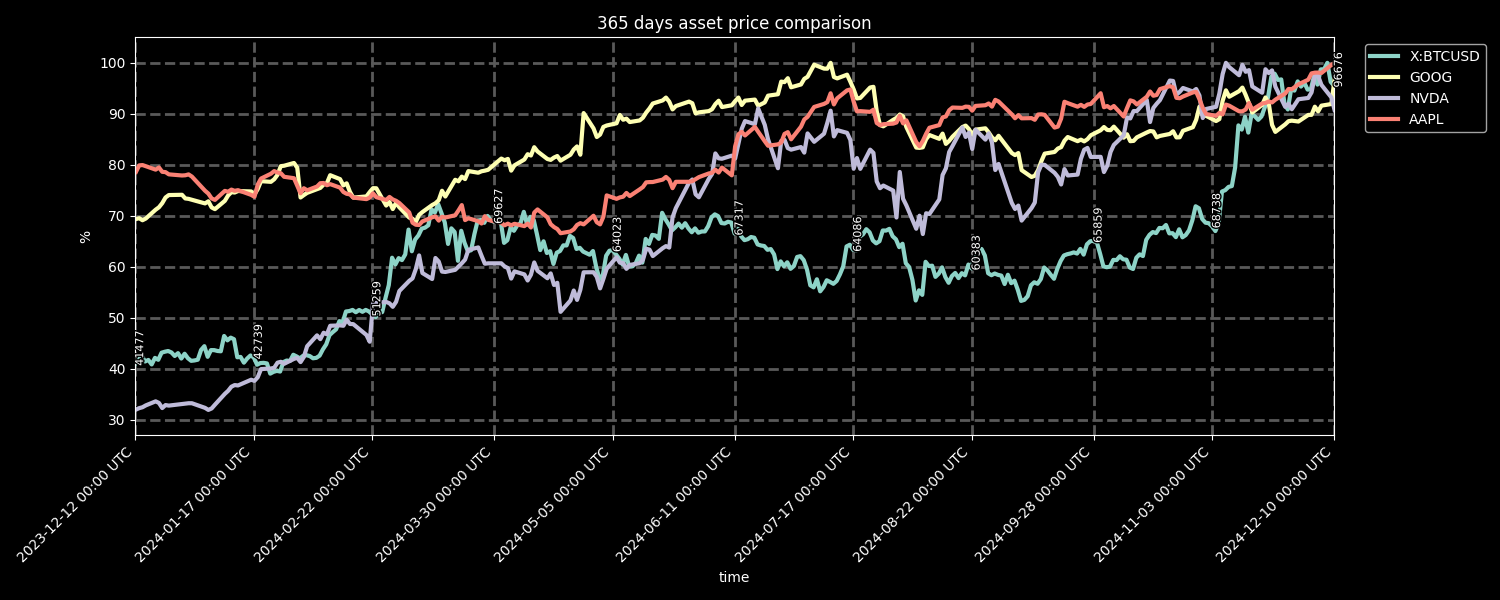 365 days asset price comparison
100
90
80
70
60
50
40
30
%
41477
42739
51259
69627
64023
67317
64086
60383
65859
68738
96676
X:BTCUSD
GOOG
NVDA
AAPL
2023-12-12 00:00 UTC
2024-01-17 00:00 UTC
2024-02-22 00:00 UTC
2024-03-30 00:00 UTC
2024-05-05 00:00 UTC
2024-06-11 00:00 UTC
2024-07-17 00:00 UTC
2024-08-22 00:00 UTC
2024-09-28 00:00 UTC
2024-11-03 00:00 UTC
2024-12-10 00:00 UTC
time